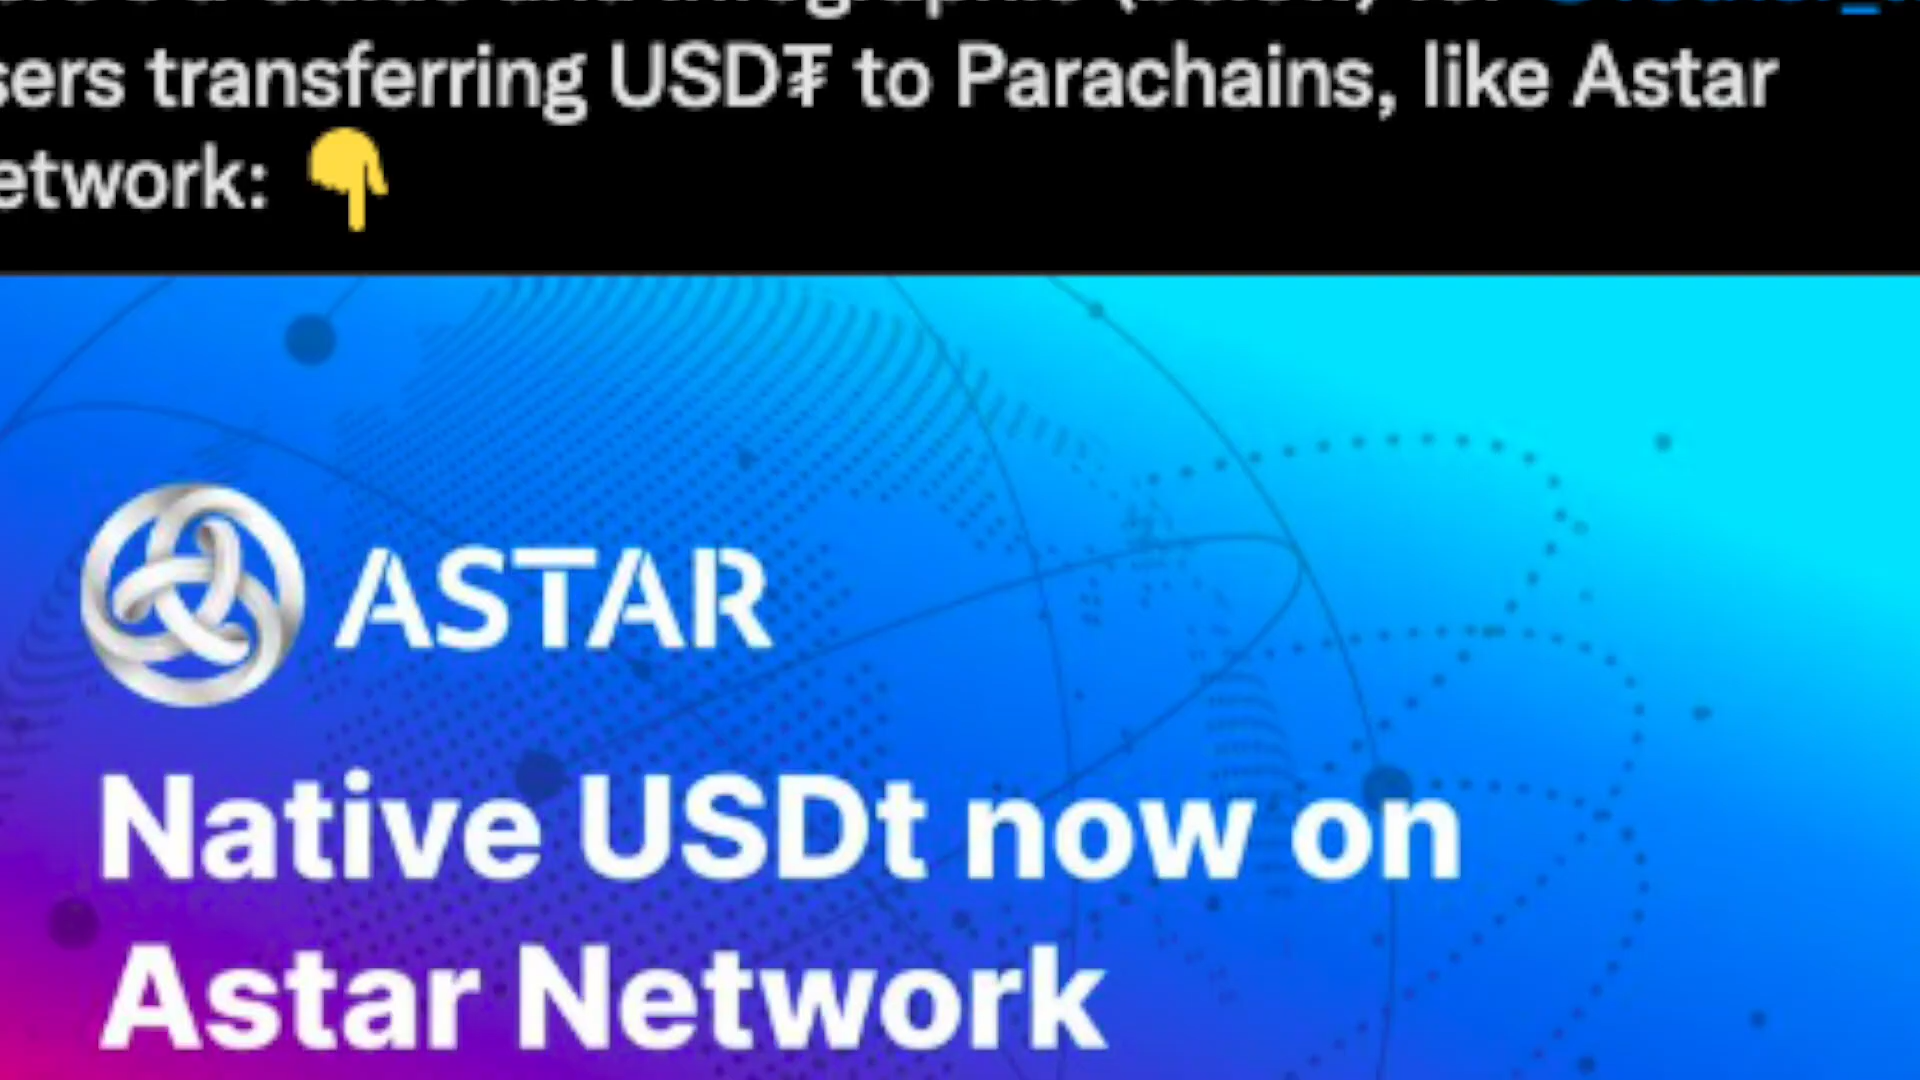 sers transferring USD₮ to Parachains, like Astar
etwork: 👇
ASTAR
Native USDt now on
Astar Network